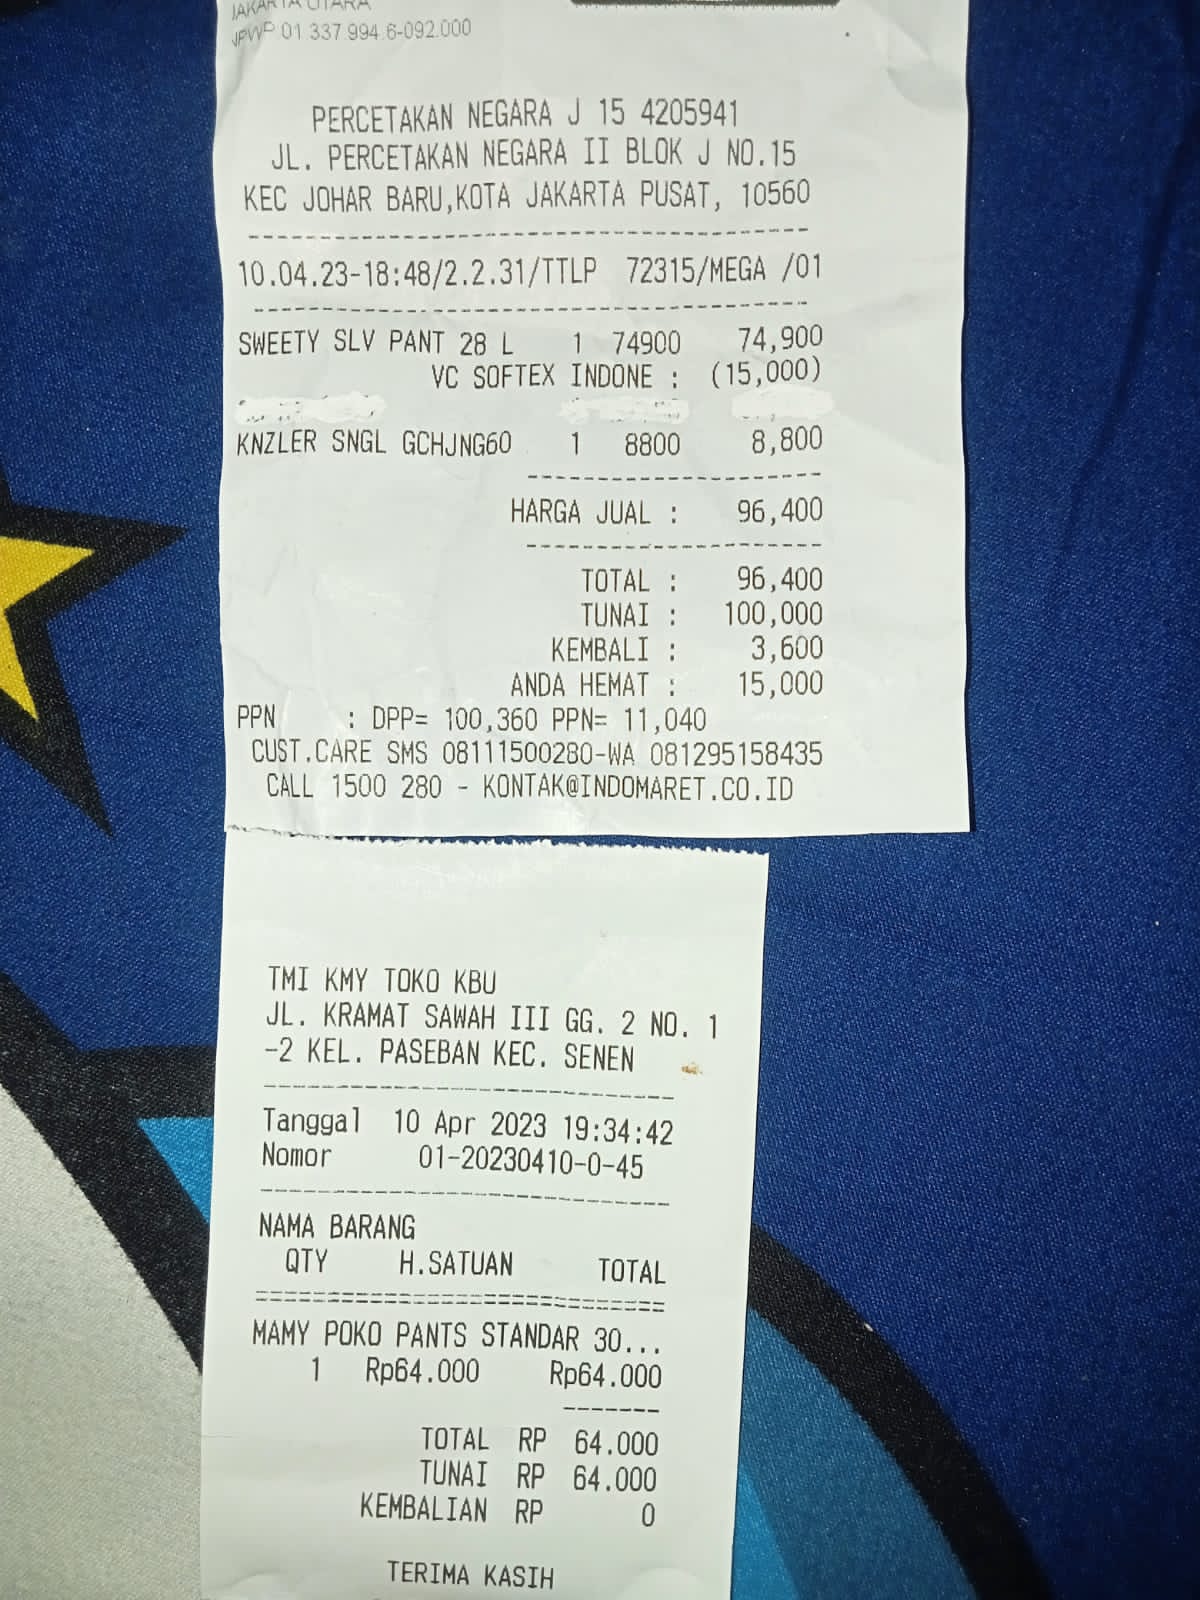 JAKARTA UTARA
NPWP 01 337.994.6-092.000
PERCETAKAN NEGARA J 15 4205941
JL. PERCETAKAN NEGARA II BLOK J NO.15
KEC JOHAR BARU,KOTA JAKARTA PUSAT, 10560
10.04.23-18:48/2.2.31/TTLP 72315/MEGA /01
SWEETY SLV PANT 28 L 1 74900 74,900
VC SOFTEX INDONE : (15,000)
KNZLER SNGL GCHJNG60 1 8800 8,800
HARGA JUAL : 96,400
TOTAL : 96,400
TUNAI : 100,000
KEMBALI : 3,600
ANDA HEMAT : 15,000
PPN : DPP= 100,360 PPN= 11,040
CUST.CARE SMS 08111500280-WA 081295158435
CALL 1500 280 - KONTAK@INDOMARET.CO.ID
TMI KMY TOKO KBU
JL. KRAMAT SAWAH III GG. 2 NO. 1
-2 KEL. PASEBAN KEC. SENEN
Tanggal 10 Apr 2023 19:34:42
Nomor 01-20230410-0-45
NAMA BARANG
QTY H.SATUAN TOTAL
MAMY POKO PANTS STANDAR 30...
1 Rp64.000 Rp64.000
TOTAL RP 64.000
TUNAI RP 64.000
KEMBALIAN RP 0
TERIMA KASIH